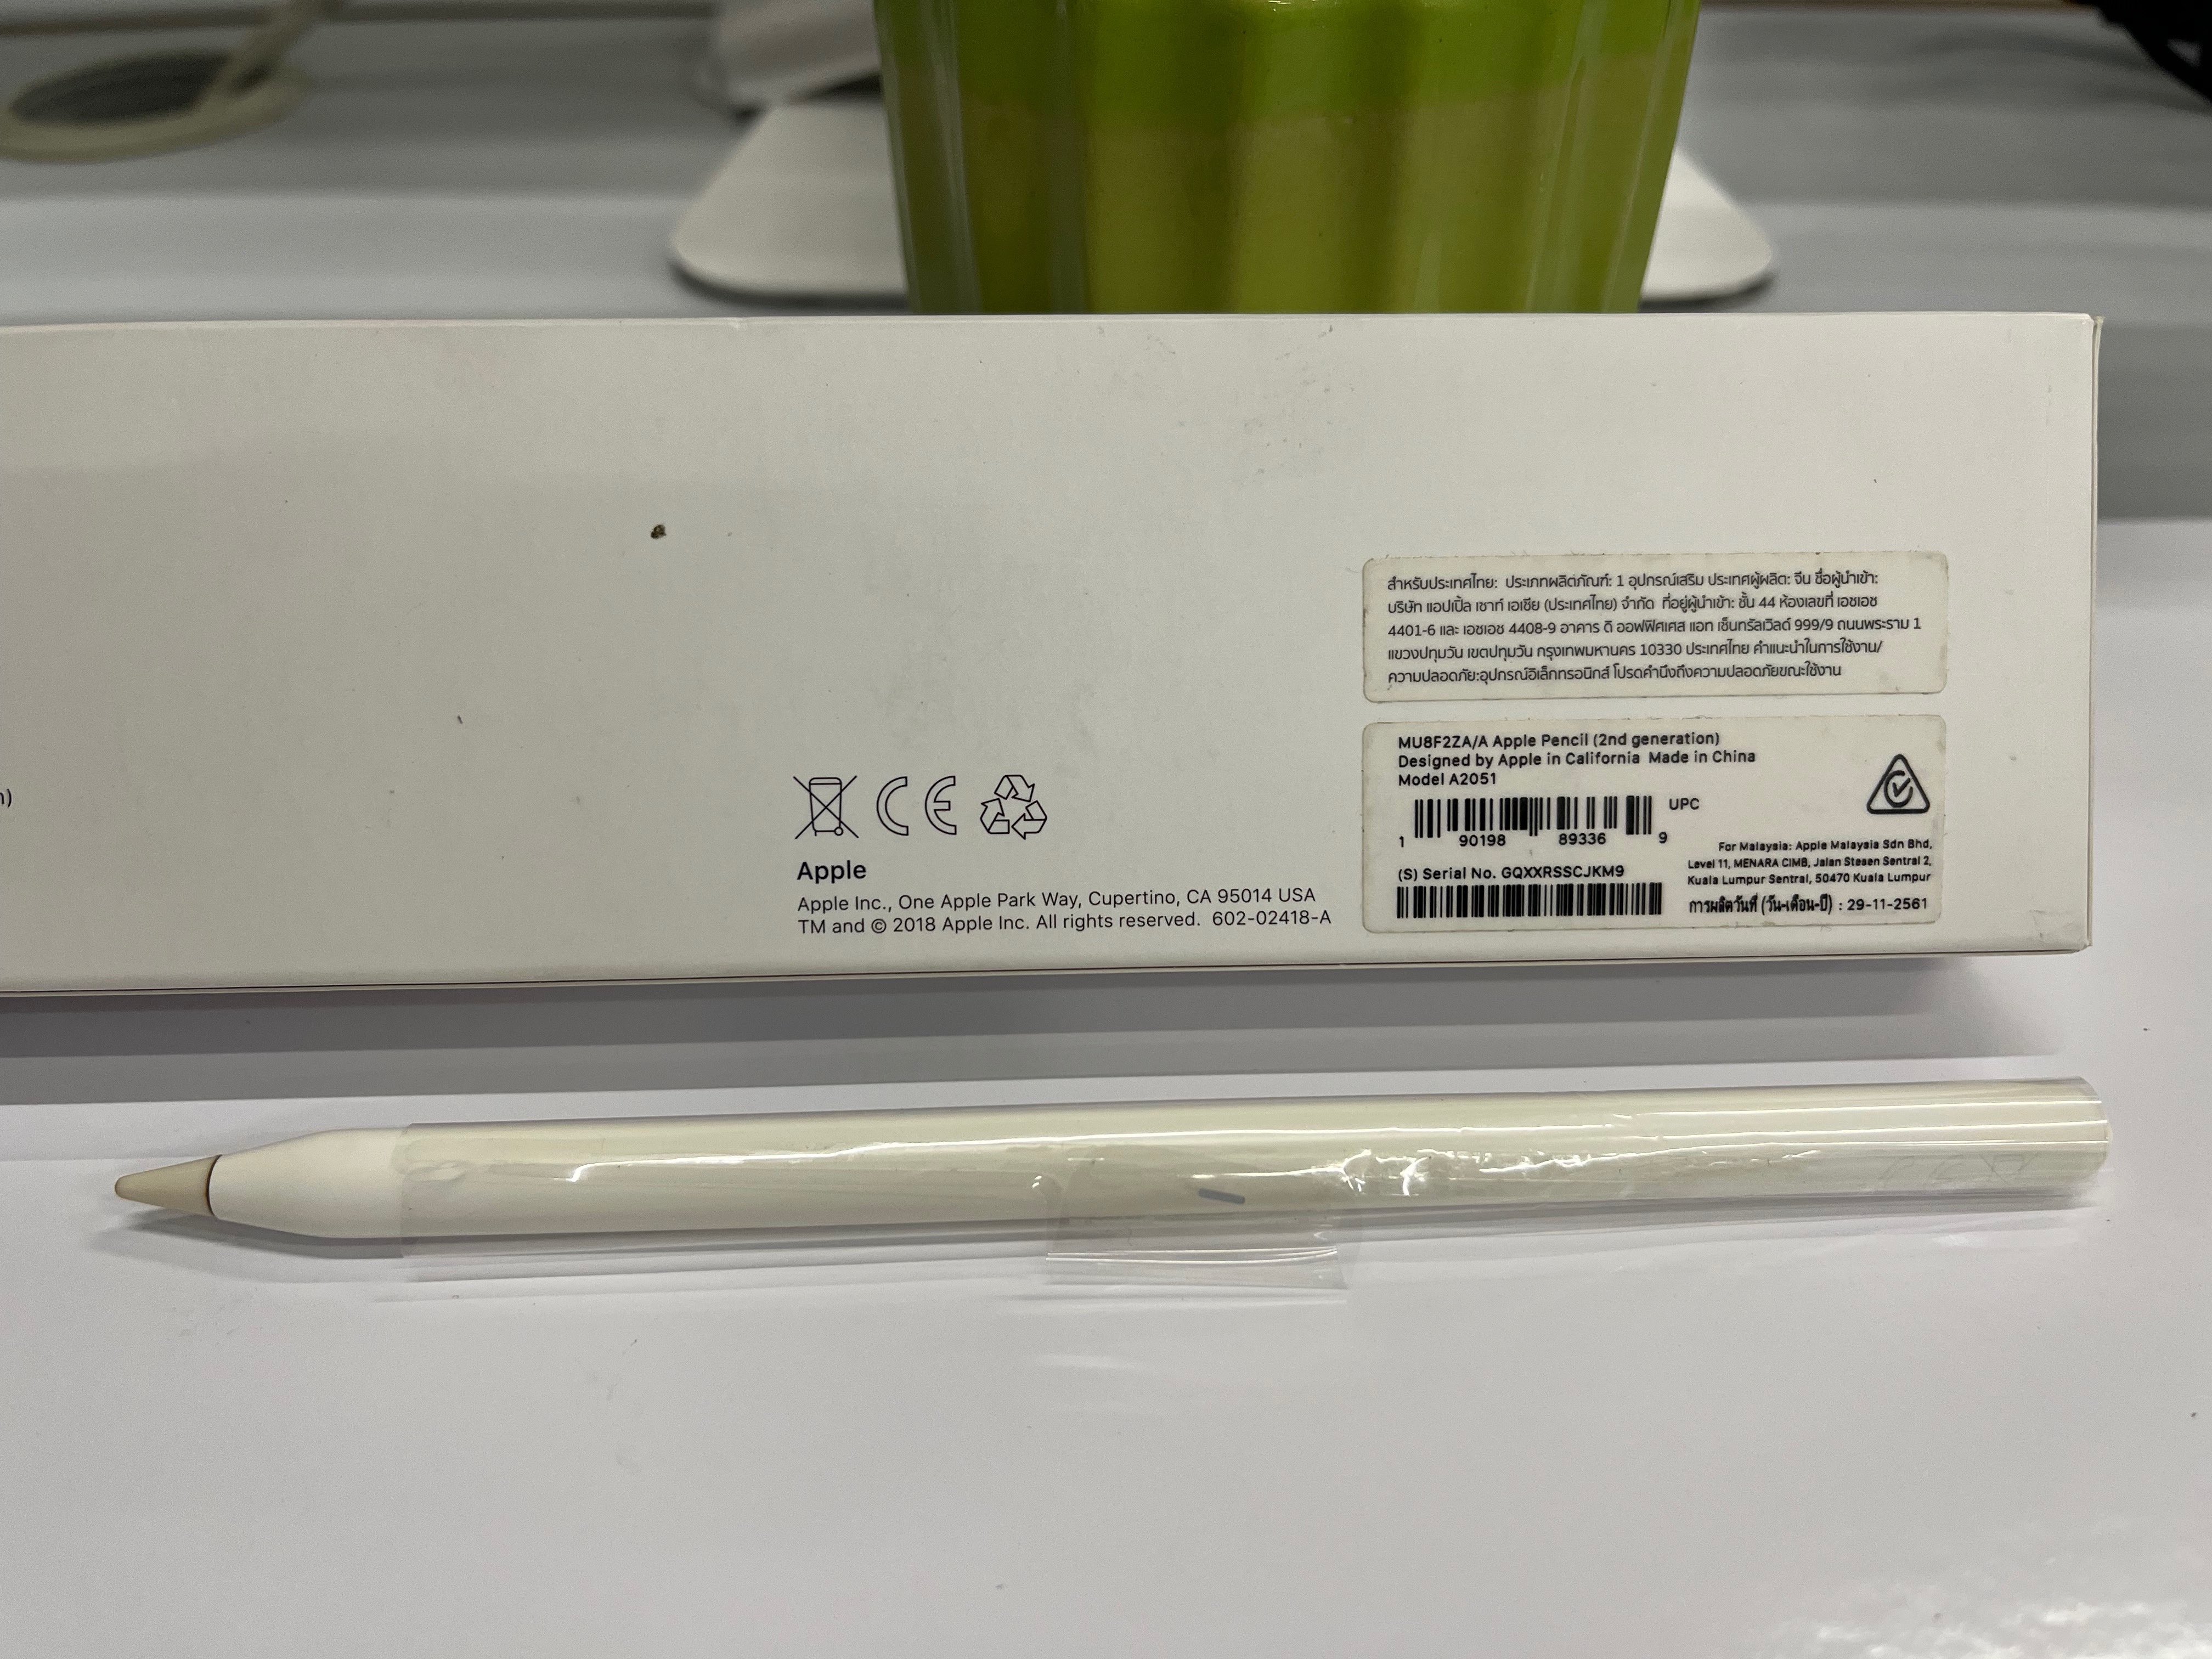 สำหรับประเทศไทย: ประเภทผลิตภัณฑ์: 1 อุปกรณ์เสริม ประเทศผู้ผลิต: จีน ชื่อผู้นำเข้า:
บริษัท แอปเปิ้ล เซาท์ เอเชีย (ประเทศไทย) จำกัด ที่อยู่ผู้นำเข้า: ชั้น 44 ห้องเลขที่ เอชเอช
4401-6 และ เอชเอช 4408-9 อาคาร ดิ ออฟฟิศเศส แอท เซ็นทรัลเวิลด์ 999/9 ถนนพระราม 1
แขวงปทุมวัน เขตปทุมวัน กรุงเทพมหานคร 10330 ประเทศไทย คำแนะนำในการใช้งาน/
ความปลอดภัย:อุปกรณ์อิเล็กทรอนิกส์ โปรดคำนึงถึงความปลอดภัยขณะใช้งาน
MU8F2ZA/A Apple Pencil (2nd generation)
Designed by Apple in California Made in China
Model A2051
UPC
1 90198 89336 9
For Malaysia: Apple Malaysia Sdn Bhd,
Level 11, MENARA CIMB, Jalan Stesen Sentral 2,
Kuala Lumpur Sentral, 50470 Kuala Lumpur
(S) Serial No. GQXXRSSCJKM9
การผลิตวันที่ (วัน-เดือน-ปี) : 29-11-2561
CE
Apple
Apple Inc., One Apple Park Way, Cupertino, CA 95014 USA
TM and © 2018 Apple Inc. All rights reserved. 602-02418-A